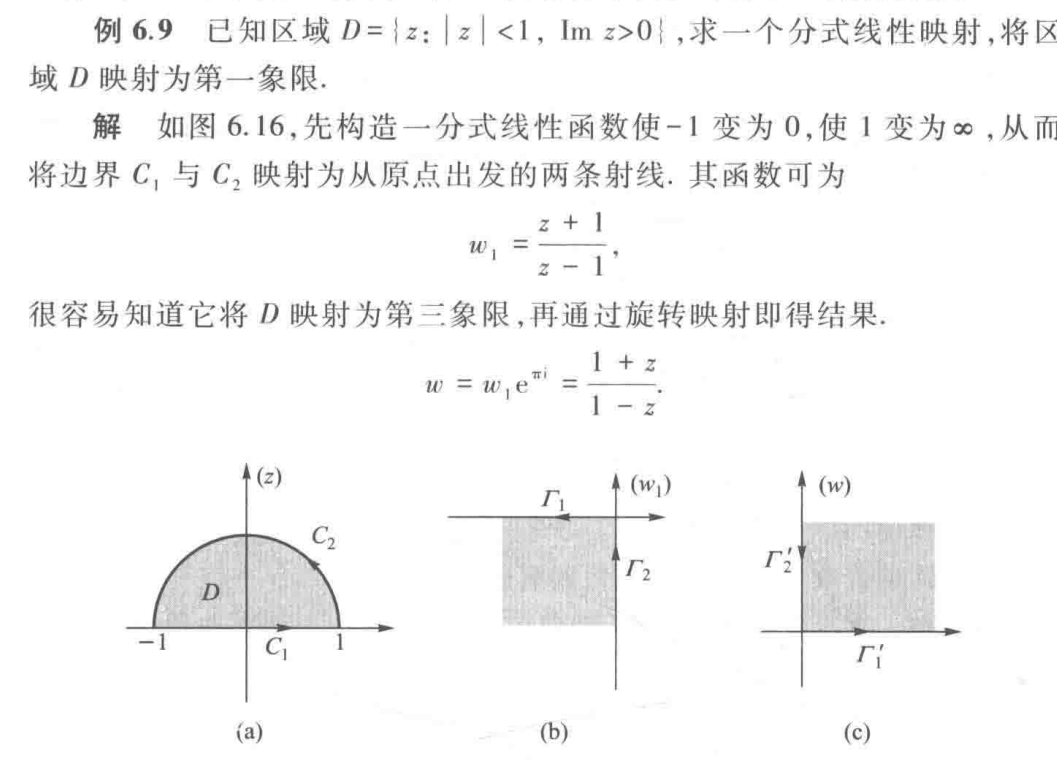 例 6.9 已知区域 D={z: |z|<1, Im z>0},求一个分式线性映射,将区
域 D 映射为第一象限.
解 如图 6.16,先构造一分式线性函数使-1 变为 0,使 1 变为∞,从而
将边界 C₁ 与 C₂ 映射为从原点出发的两条射线. 其函数可为
w₁ = (z + 1)/(z - 1),
很容易知道它将 D 映射为第三象限,再通过旋转映射即得结果.
w = w₁e^{πi} = (1 + z)/(1 - z).
(z)
C₂
D
-1
C₁
1
(a)
(w₁)
Γ₁
Γ₂
(b)
(w)
Γ₂′
Γ₁′
(c)